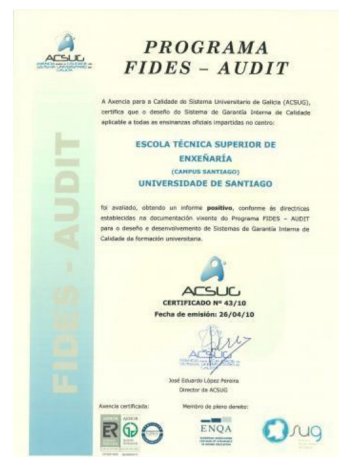 ACSUG
PROGRAMA
FIDES – AUDIT
A Axencia para a Calidade do Sistema Universitario de Galicia (ACSUG),
certifica que o deseño do Sistema de Garantía Interna de Calidade
aplicable a todas as ensinanzas oficiais impartidas no centro:
ESCOLA TÉCNICA SUPERIOR DE
ENXEÑARÍA
(CAMPUS SANTIAGO)
UNIVERSIDADE DE SANTIAGO
foi avaliado, obtendo un informe positivo, conforme ás directrices
establecidas na documentación vixente do Programa FIDES – AUDIT
para o deseño e desenvolvemento de Sistemas de Garantía Interna de
Calidade da formación universitaria.
FIDES - AUDIT
ACSUG
CERTIFICADO Nº 43/10
Fecha de emisión: 26/04/10
ACSUG
José Eduardo López Pereira
Director da ACSUG
Axencia certificada:
Membro de pleno dereito:
ER
ENQA
sug